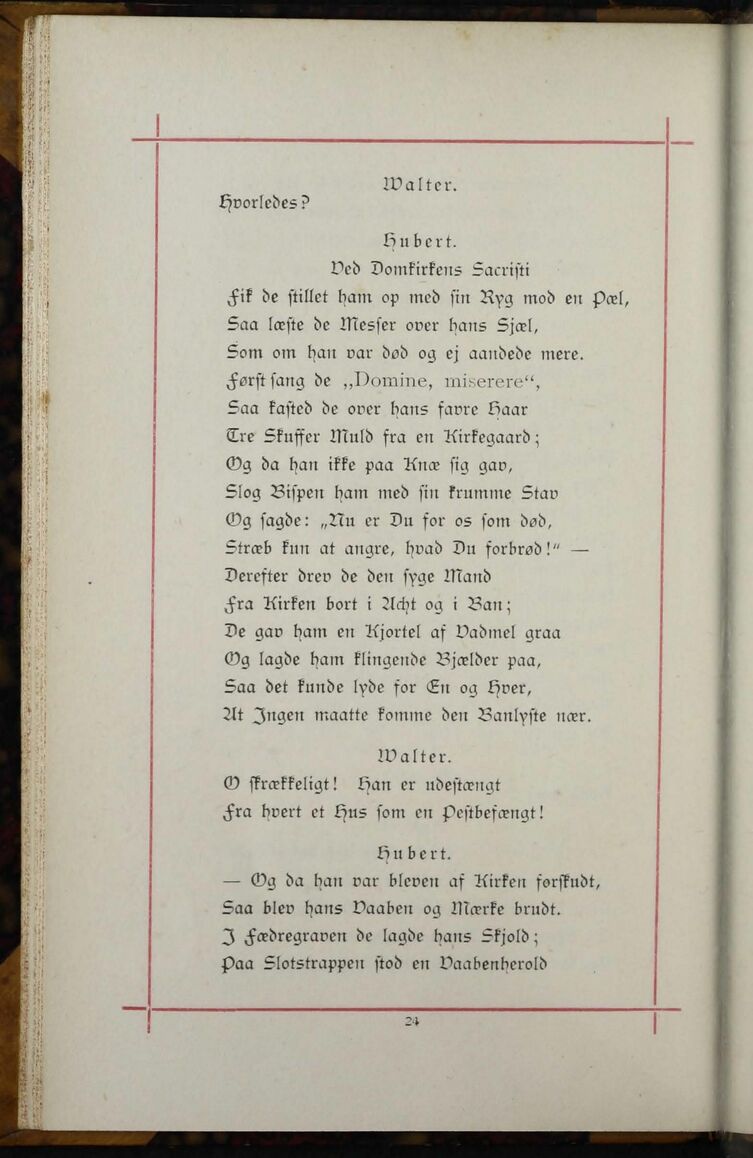 Walter.
Hvorledes?
Hubert.
Ved Domkirkens Sacristi
Fik de stillet ham op med sin Ryg mod en Pæl,
Saa læste de Messer over hans Sjæl,
Som om han var død og ej aandede mere.
Først sang de „Domine, miserere“,
Saa kasted de over hans favre Haar
Tre Skuffer Muld fra en Kirkegaard;
Og da han ikke paa Knæ sig gav,
Slog Bispen ham med sin krumme Stav
Og sagde: „Nu er Du for os som død,
Stræb kun at angre, hvad Du forbrød!“ —
Derefter drev de den syge Mand
Fra Kirken bort i Acht og i Ban;
De gav ham en Kjortel af Vadmel graa
Og lagde ham klingende Bjælder paa,
Saa det kunde lyde for En og Hver,
At Ingen maatte komme den Banlyste nær.
Walter.
O skrækkeligt! Han er udestængt
Fra hvert et Hus som en Pestbefængt!
Hubert.
— Og da han var bleven af Kirken forskudt,
Saa blev hans Vaaben og Mærke brudt.
I Fædregraven de lagde hans Skjold;
Paa Slotstrappen stod en Vaabenherold
24